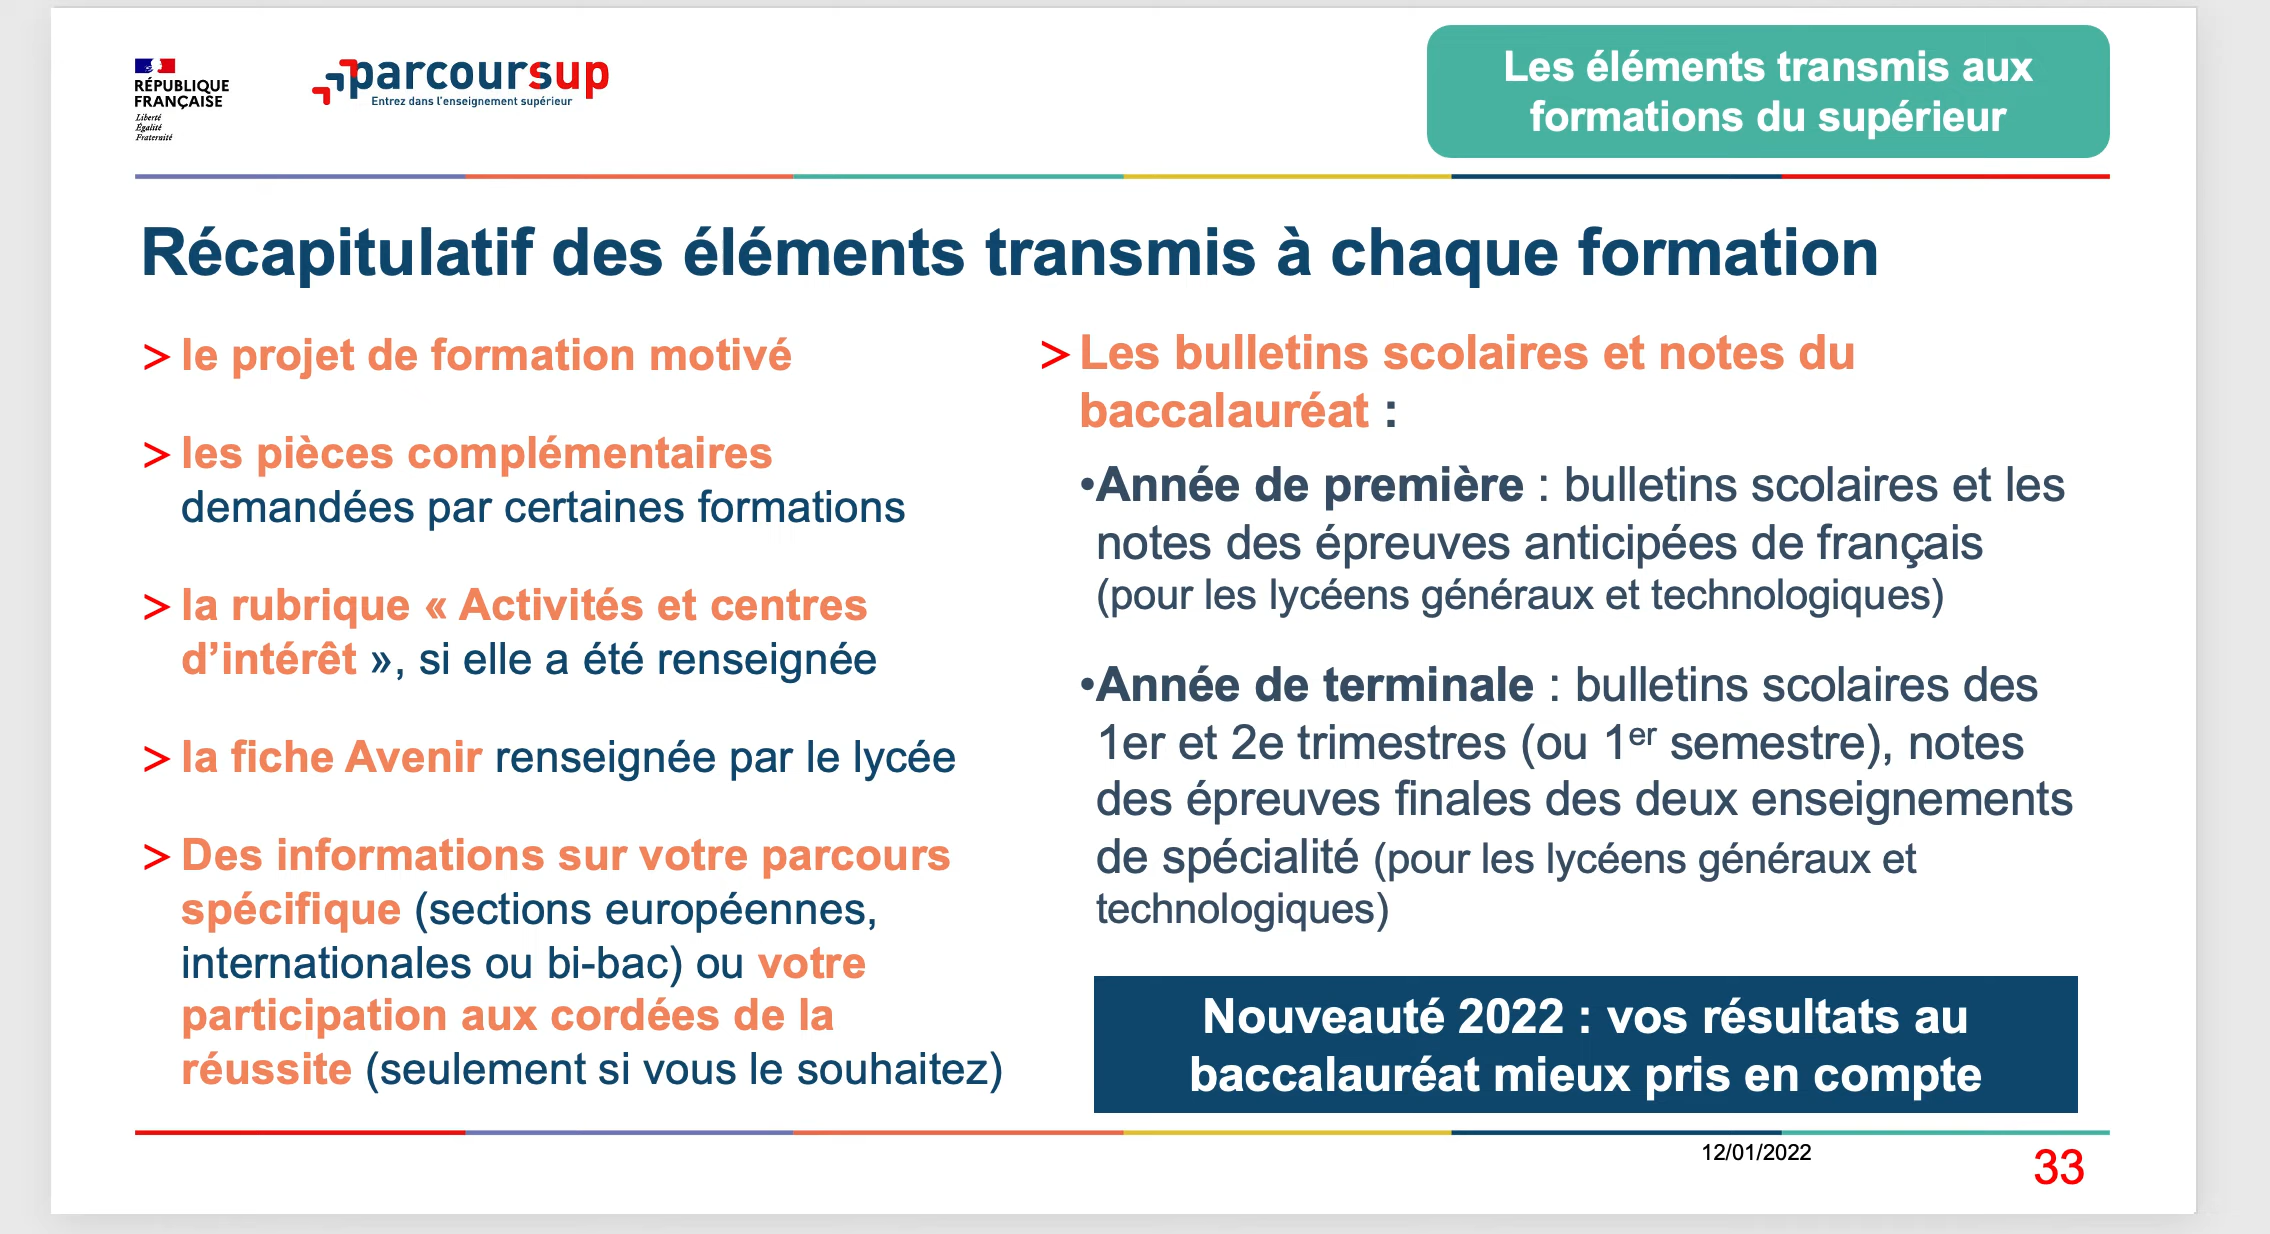 RÉPUBLIQUE
FRANÇAISE
Liberté
Égalité
Fraternité
parcoursup
Entrez dans l'enseignement supérieur
Les éléments transmis aux
formations du supérieur
Récapitulatif des éléments transmis à chaque formation
> le projet de formation motivé
> les pièces complémentaires
demandées par certaines formations
> la rubrique « Activités et centres
d’intérêt », si elle a été renseignée
> la fiche Avenir renseignée par le lycée
> Des informations sur votre parcours
spécifique (sections européennes,
internationales ou bi-bac) ou votre
participation aux cordées de la
réussite (seulement si vous le souhaitez)
> Les bulletins scolaires et notes du
baccalauréat :
•Année de première : bulletins scolaires et les
notes des épreuves anticipées de français
(pour les lycéens généraux et technologiques)
•Année de terminale : bulletins scolaires des
1er et 2e trimestres (ou 1er semestre), notes
des épreuves finales des deux enseignements
de spécialité (pour les lycéens généraux et
technologiques)
Nouveauté 2022 : vos résultats au
baccalauréat mieux pris en compte
12/01/2022
33